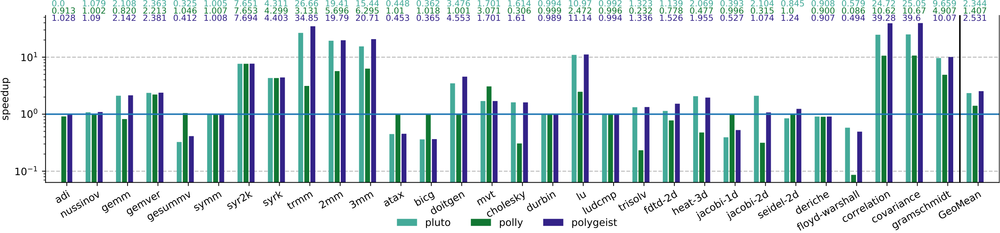 0.0 1.079 2.108 2.363 0.325 1.005 7.651 4.311 26.66 19.41 15.44 0.448 0.362 3.476 1.701 1.614 0.994 10.97 0.992 1.323 1.139 2.069 0.393 2.104 0.845 0.908 0.579 24.72 25.05 9.659 2.344
0.913 1.002 0.820 2.213 1.046 1.007 7.653 4.299 3.131 5.696 6.295 1.01 1.018 1.001 3.071 0.306 0.999 2.472 0.996 0.232 0.778 0.477 0.996 0.315 1.0 0.900 0.086 10.62 10.67 4.907 1.407
1.028 1.09 2.142 2.381 0.412 1.008 7.694 4.403 34.85 19.79 20.71 0.453 0.365 4.553 1.701 1.61 0.989 11.14 0.994 1.336 1.526 1.955 0.527 1.074 1.24 0.907 0.494 39.28 39.6 10.07 2.531
speedup
10¹
10⁰
10⁻¹
adi nussinov gemm gemver gesummv symm syr2k syrk trmm 2mm 3mm atax bicg doitgen mvt cholesky durbin lu ludcmp trisolv fdtd-2d heat-3d jacobi-1d jacobi-2d seidel-2d deriche floyd-warshall correlation covariance gramschmidt GeoMean
pluto polly polygeist